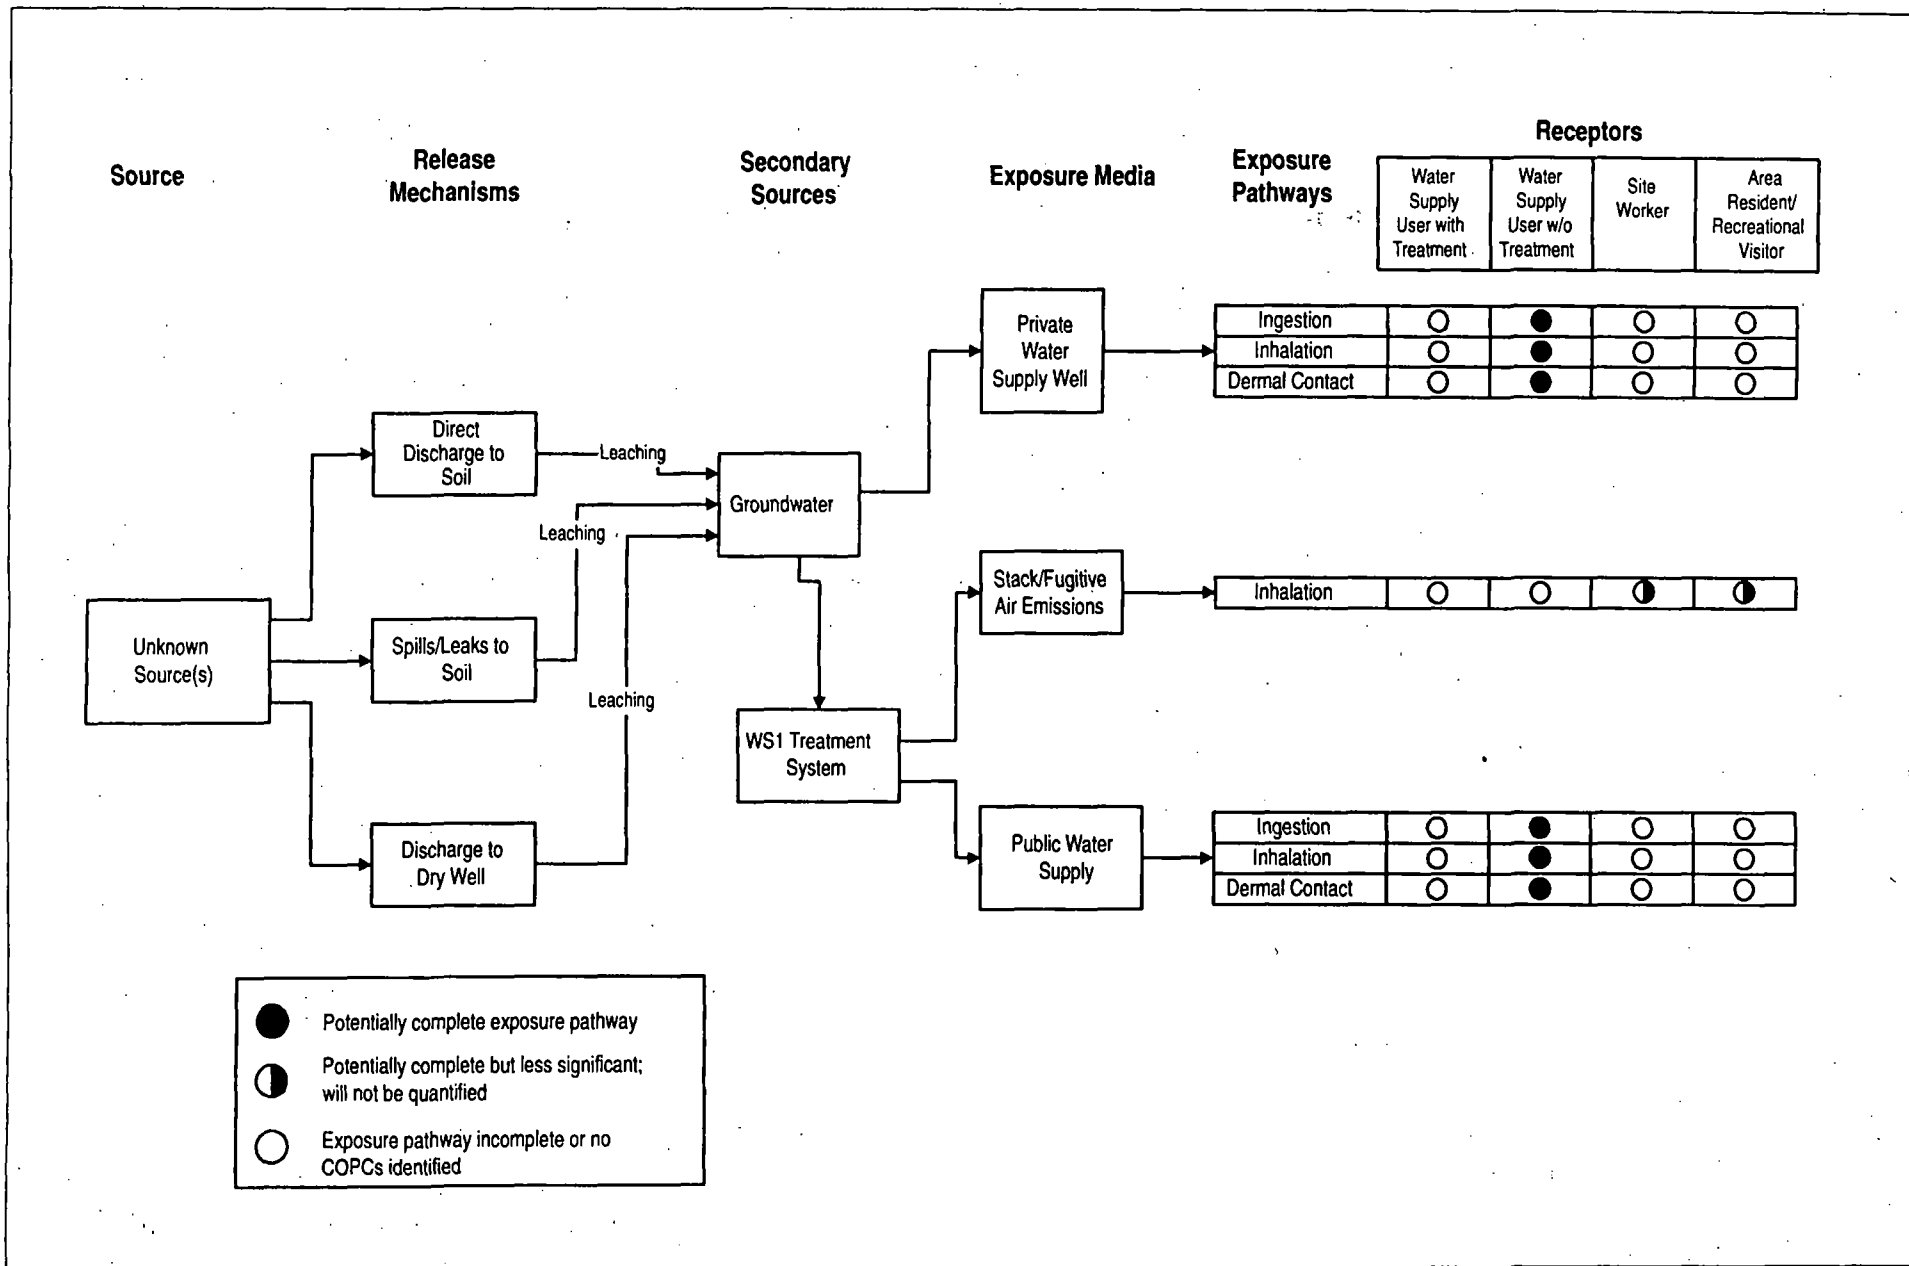 Receptors
Source
Release
Mechanisms
Secondary
Sources
Exposure Media
Exposure
Pathways
Water
Supply
User with
Treatment
Water
Supply
User w/o
Treatment
Site
Worker
Area
Resident/
Recreational
Visitor
Private
Water
Supply Well
Ingestion
Inhalation
Dermal Contact
Direct
Discharge to
Soil
Leaching
Groundwater
Leaching
Stack/Fugitive
Air Emissions
Inhalation
Unknown
Source(s)
Spills/Leaks to
Soil
Leaching
WS1 Treatment
System
Discharge to
Dry Well
Public Water
Supply
Ingestion
Inhalation
Dermal Contact
Potentially complete exposure pathway
Potentially complete but less significant;
will not be quantified
Exposure pathway incomplete or no
COPCs identified